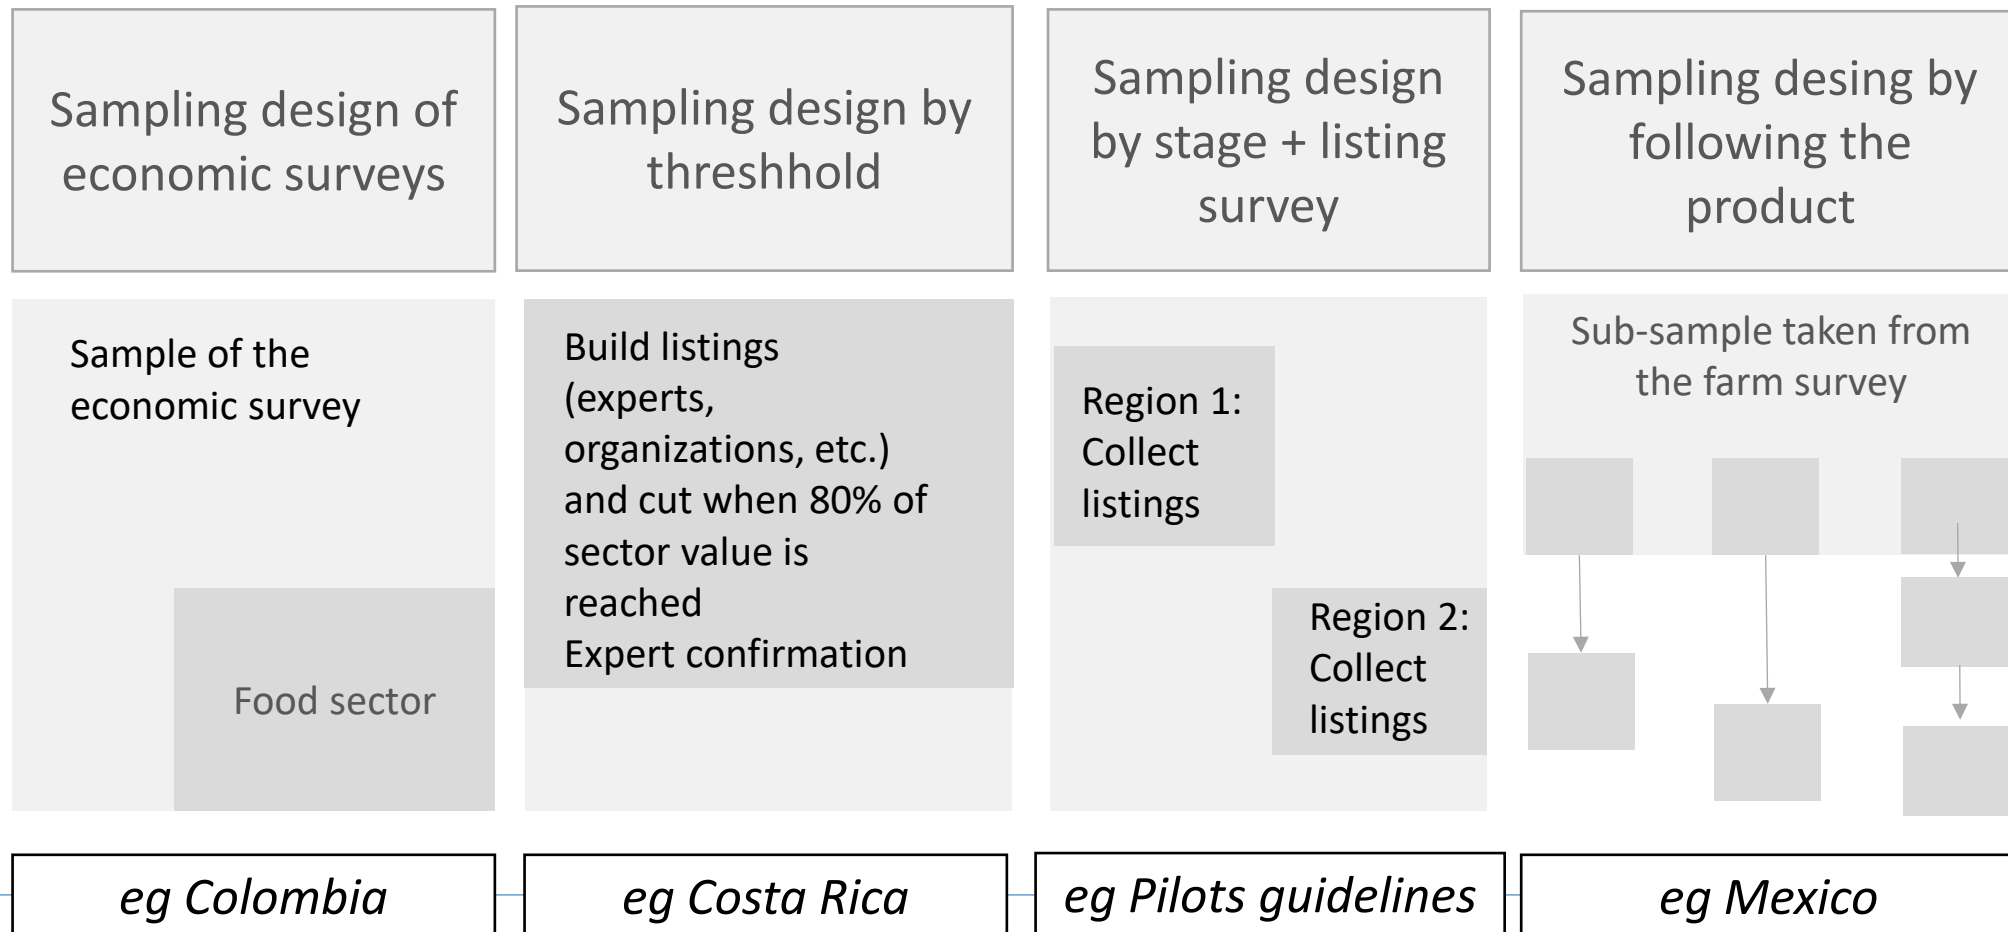 Sampling design of
economic surveys
Sampling design by
threshhold
Sampling design
by stage + listing
survey
Sampling desing by
following the
product
Sample of the
economic survey
Food sector
Build listings
(experts,
organizations, etc.)
and cut when 80% of
sector value is
reached
Expert confirmation
Region 1:
Collect
listings
Region 2:
Collect
listings
Sub-sample taken from
the farm survey
eg Colombia
eg Costa Rica
eg Pilots guidelines
eg Mexico